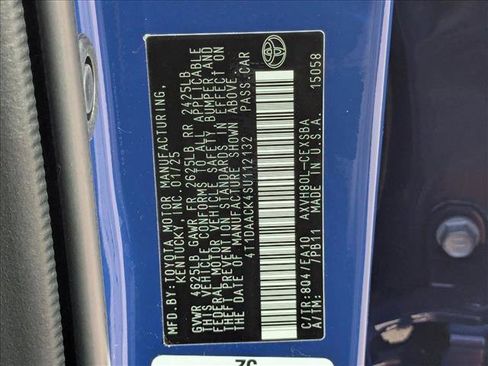 MFD.BY: TOYOTA MOTOR MANUFACTURING,
KENTUCKY, INC. 01/25
GVWR 4625LB GAWR FR 2625LB RR 2425LB
THIS VEHICLE CONFORMS TO ALL APPLICABLE
FEDERAL MOTOR VEHICLE SAFETY, BUMPER AND
THEFT PREVENTION STANDARDS IN EFFECT ON
THE DATE OF MANUFACTURE SHOWN ABOVE.
4T1DAACK4SU112132 PASS.CAR
C/TR:8Q4/EA10 AXVH80L-CEXSBA
A/TM: /PB11 MADE IN U.S.A. 15058